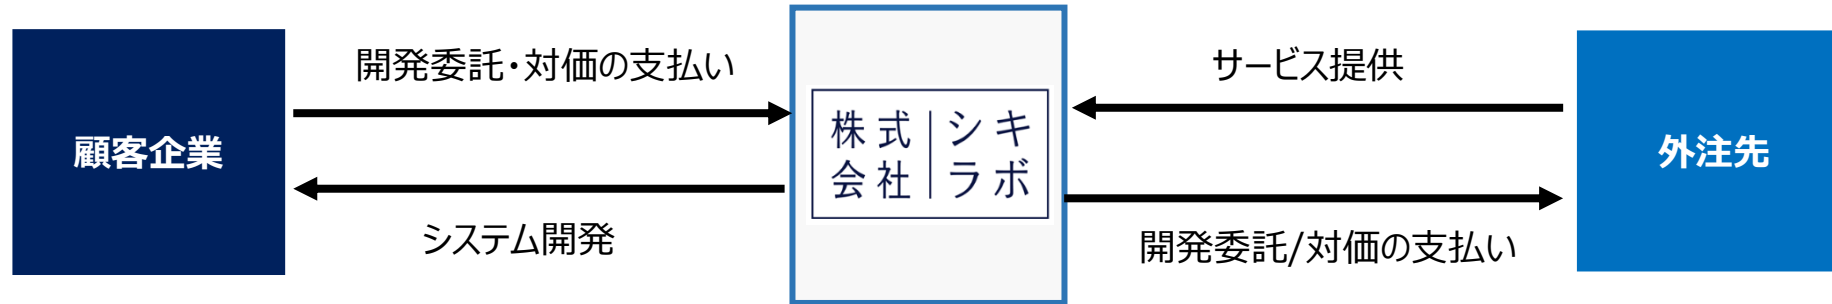 顧客企業
開発委託・対価の支払い
システム開発
株式会社
シキラボ
サービス提供
開発委託/対価の支払い
外注先